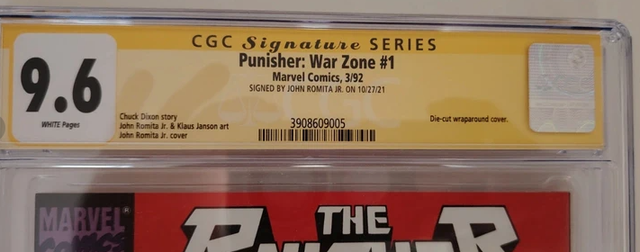 CGC Signature SERIES
Punisher: War Zone #1
Marvel Comics, 3/92
SIGNED BY JOHN ROMITA JR. ON 10/27/21
9.6
WHITE Pages
Chuck Dixon story
John Romita Jr. & Klaus Janson art
John Romita Jr. cover
3908609005
Die-cut wraparound cover.
MARVEL®
COMICS
THE
PUNISHER